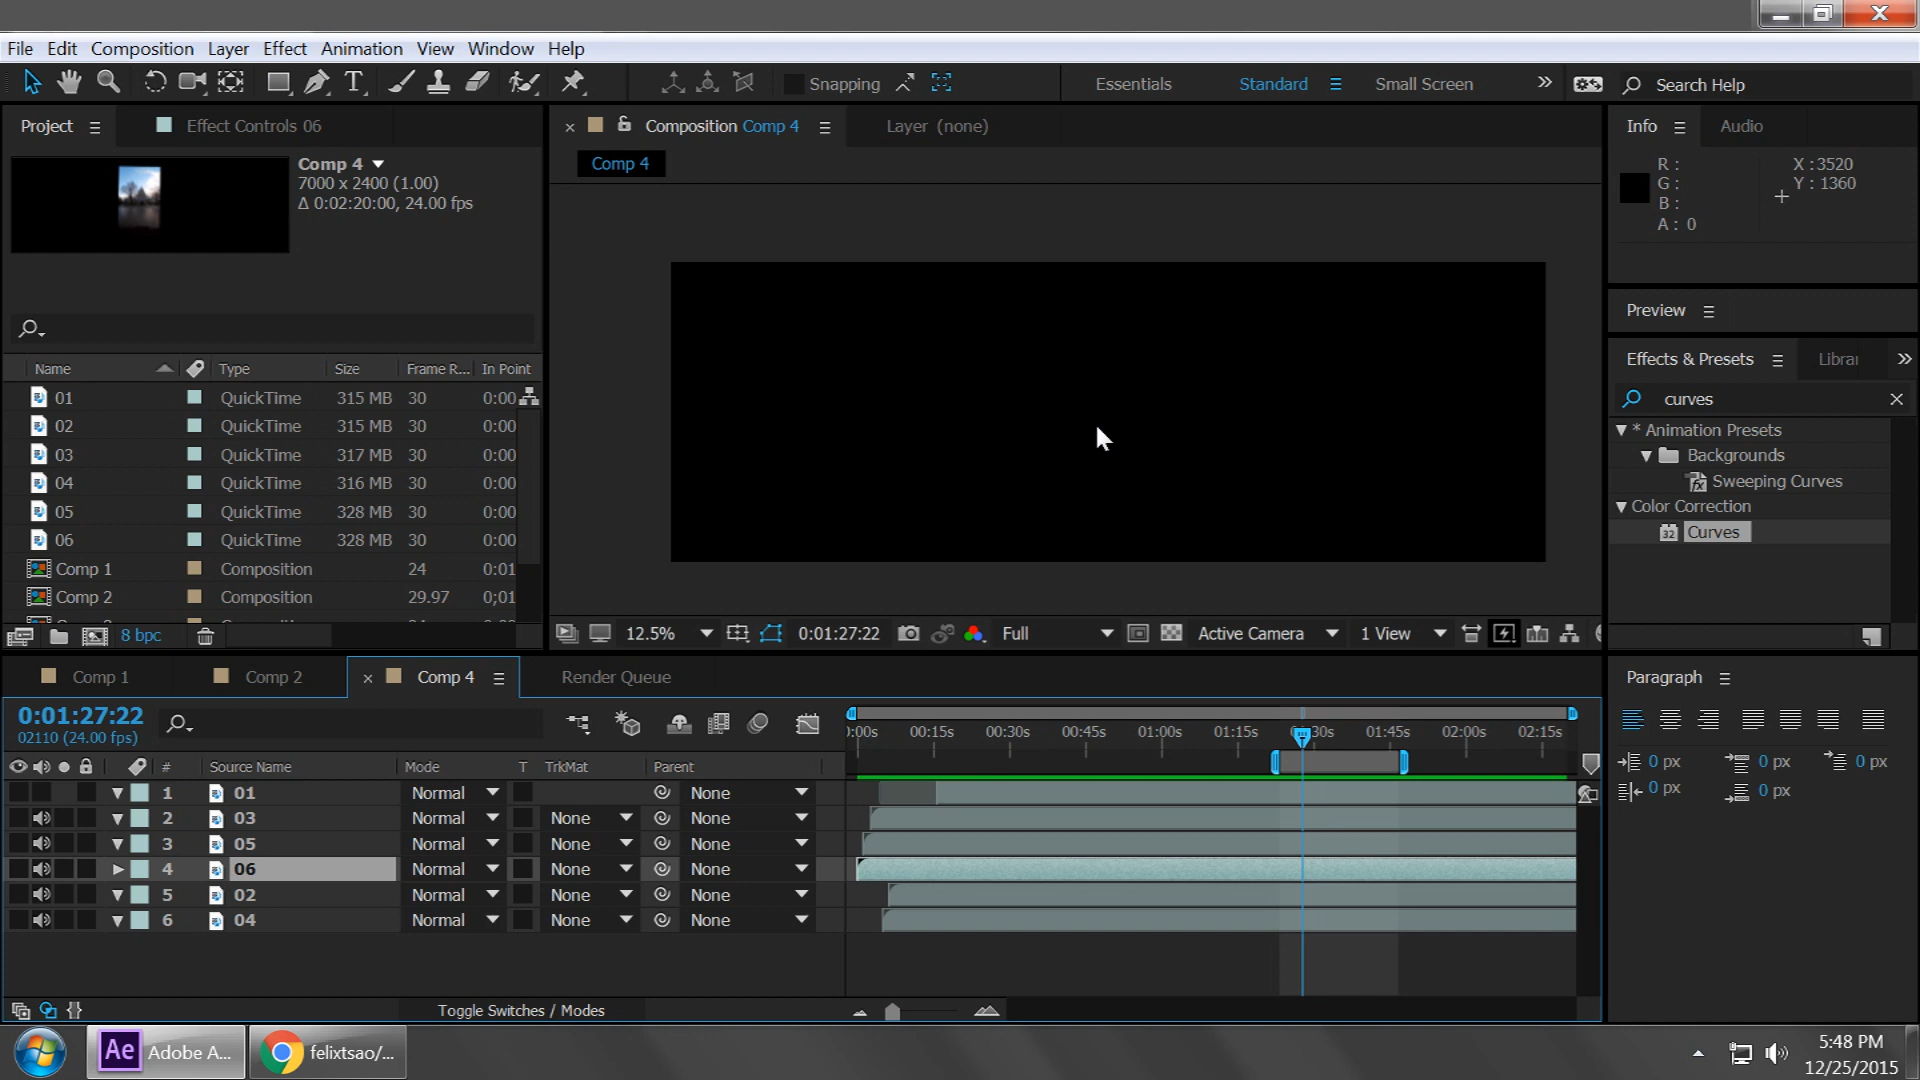 File Edit Composition Layer Effect Animation View Window Help
T Snapping Essentials Standard Small Screen Search Help
Project Effect Controls 06
Composition Comp 4 Layer (none)
Info Audio
Comp 4
7000 x 2400 (1.00)
Δ 0:02:20:00, 24.00 fps
Comp 4
R :
G :
B :
A : 0
X : 3520
Y : 1360
Preview
Effects & Presets Librar
curves
* Animation Presets
Backgrounds
Sweeping Curves
Color Correction
32 Curves
Name Type Size Frame R... In Point
01 QuickTime 315 MB 30 0:00
02 QuickTime 315 MB 30 0:00
03 QuickTime 317 MB 30 0:00
04 QuickTime 316 MB 30 0:00
05 QuickTime 328 MB 30 0:00
06 QuickTime 328 MB 30 0:00
Comp 1 Composition 24 0:01
Comp 2 Composition 29.97 0;01
8 bpc
12.5% 0:01:27:22 Full Active Camera 1 View
Comp 1 Comp 2 Comp 4 Render Queue
Paragraph
0:01:27:22
02110 (24.00 fps)
00s 00:15s 00:30s 00:45s 01:00s 01:15s 30s 01:45s 02:00s 02:15s
0 px 0 px 0 px
0 px 0 px
# Source Name Mode T TrkMat Parent
1 01 Normal None
2 03 Normal None None
3 05 Normal None None
4 06 Normal None None
5 02 Normal None None
6 04 Normal None None
Toggle Switches / Modes
Ae Adobe A... felixtsao/...
5:48 PM
12/25/2015